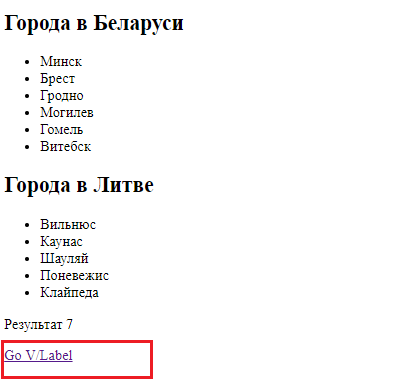 Города в Беларуси
Минск
Брест
Гродно
Могилев
Гомель
Витебск
Города в Литве
Вильнюс
Каунас
Шауляй
Поневежис
Клайпеда
Результат 7
Go V/Label